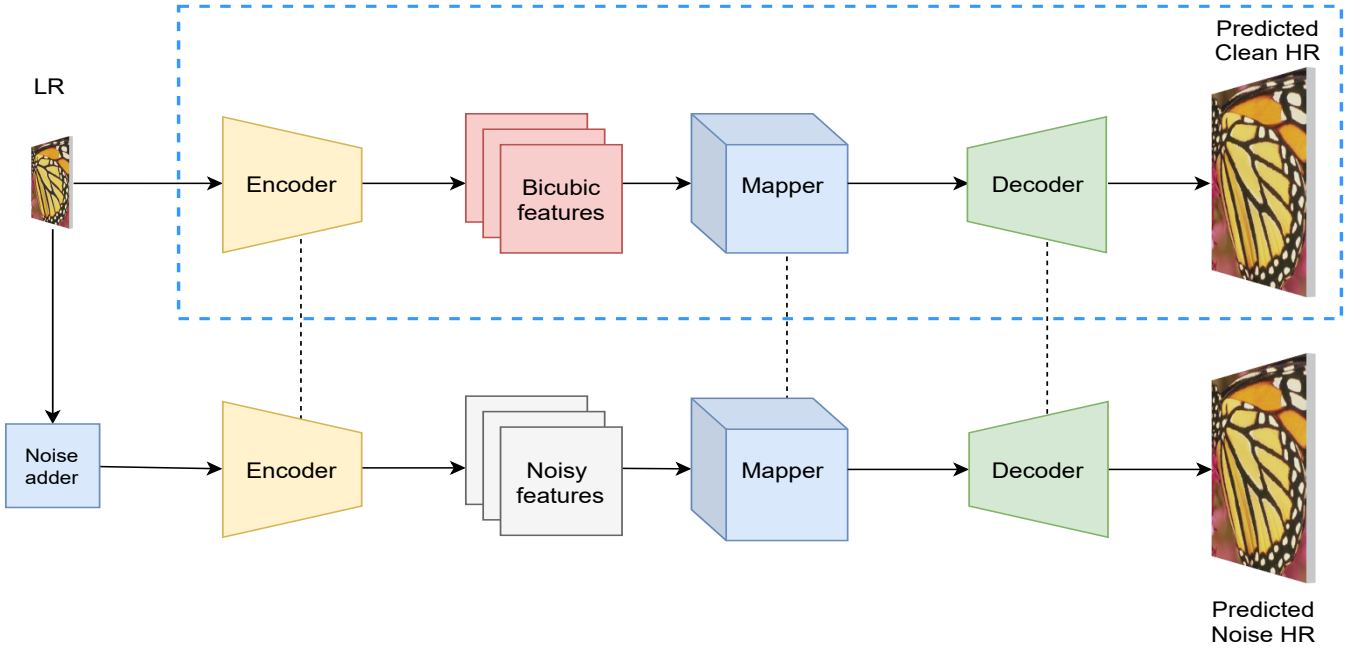 Predicted
Clean HR
LR
Encoder
Bicubic
features
Mapper
Decoder
Noise
adder
Encoder
Noisy
features
Mapper
Decoder
Predicted
Noise HR